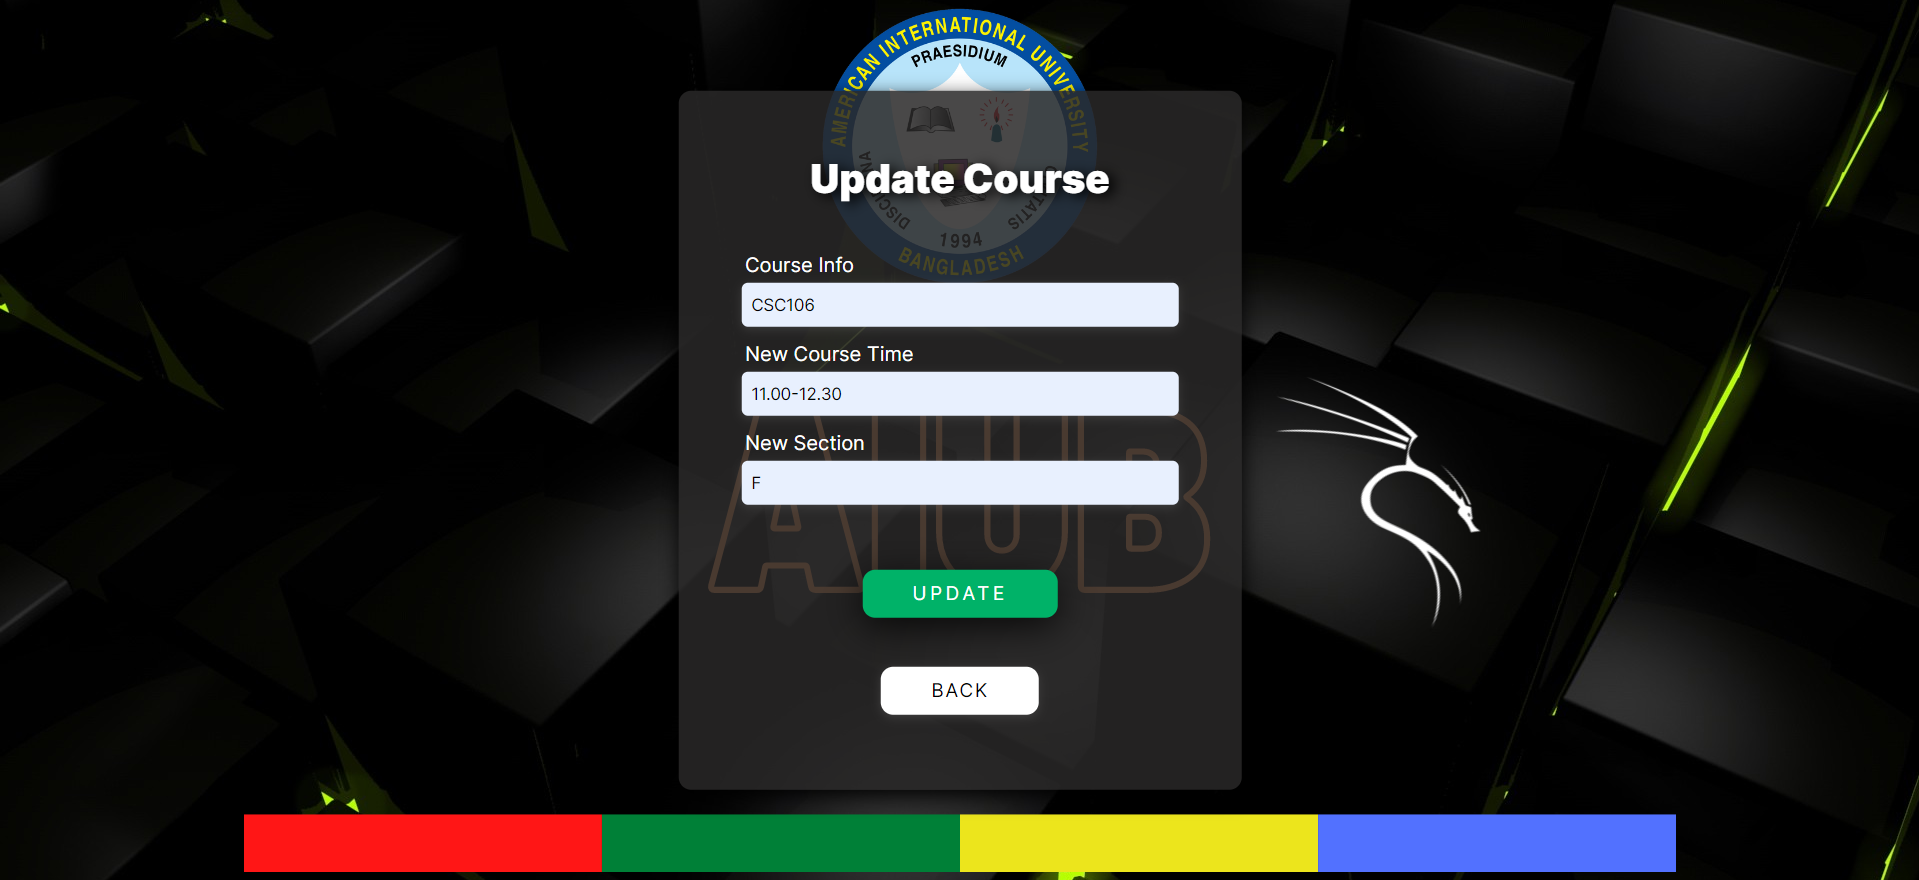 AMERICAN INTERNATIONAL UNIVERSITY
PRAESIDIUM
Update Course
DISCIPLINA
1994
BANGLADESH
Course Info
CSC106
New Course Time
11.00-12.30
New Section
F
AIUB
UPDATE
BACK